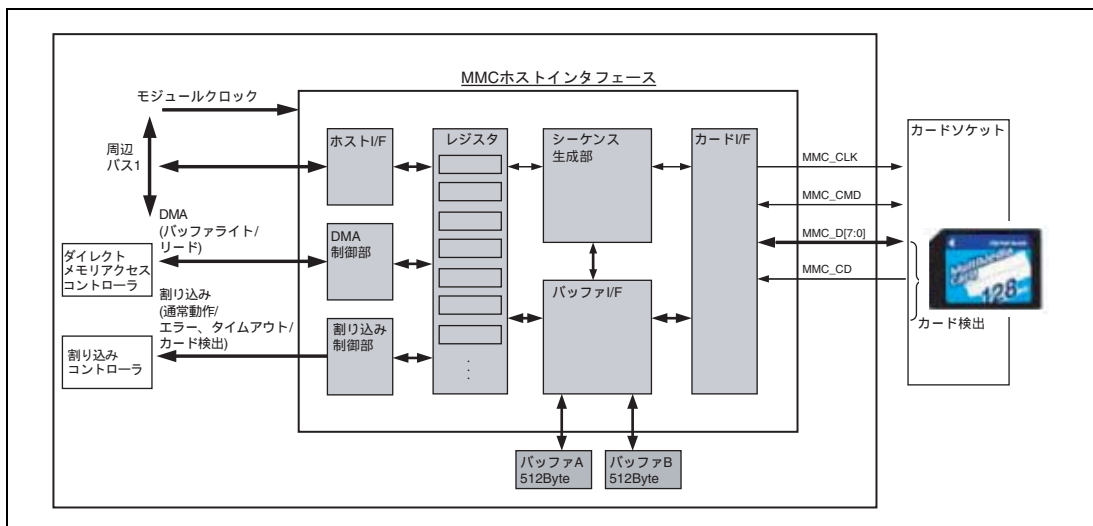 MMCホストインタフェース
モジュールクロック
周辺
バス1
DMA
(バッファライト/
リード)
ダイレクト
メモリアクセス
コントローラ
割り込み
(通常動作/
エラー、タイムアウト/
カード検出)
割り込み
コントローラ
ホストI/F
DMA
制御部
割り込み
制御部
レジスタ
シーケンス
生成部
バッファI/F
カードI/F
バッファA
512Byte
バッファB
512Byte
MMC_CLK
MMC_CMD
MMC_D[7:0]
MMC_CD
カードソケット
MultiMedia
Card
128
カード検出